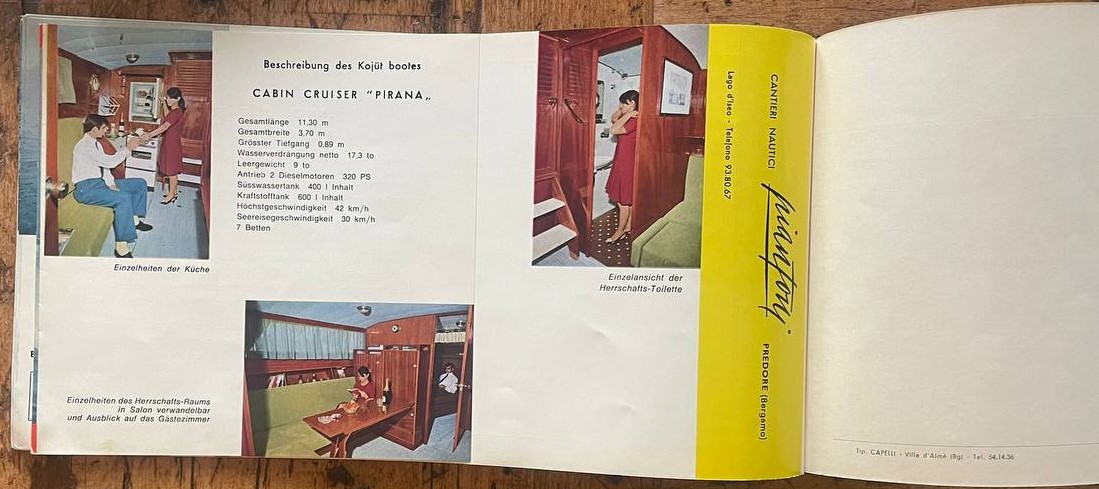 Beschreibung des Kojüt bootes
CABIN CRUISER "PIRANA„
Gesamtlänge 11,30 m
Gesamtbreite 3,70 m
Grösster Tiefgang 0,89 m
Wasserverdrängung netto 17,3 to
Leergewicht 9 to
Antrieb 2 Dieselmotoren 320 PS
Süsswassertank 400 l Inhalt
Kraftstofftank 600 l Inhalt
Höchstgeschwindigkeit 42 km/h
Seereisegeschwindigkeit 30 km/h
7 Betten
Einzelheiten der Küche
Einzelheiten des Herrschafts-Raums
in Salon verwandelbar
und Ausblick auf das Gästezimmer
Einzelansicht der
Herrschafts-Toilette
CANTIERI NAUTICI
PREDORE (Bergamo)
Lago d'Iseo - Telefono 93.80.67
Tip. CAPELLI - Villa d'Almè (Bg) - Tel. 54.14.36